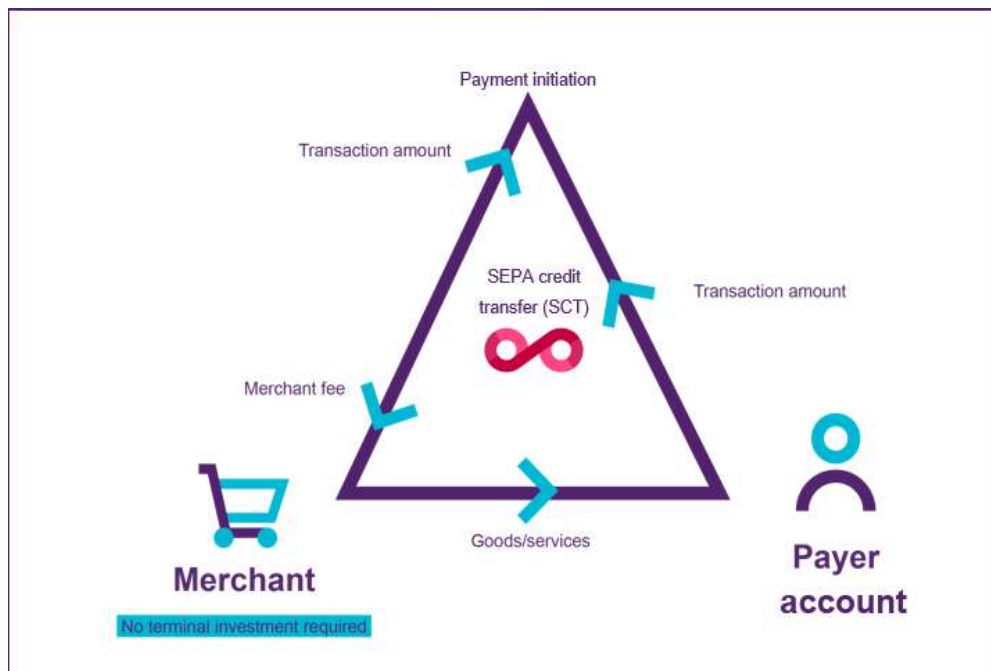 Payment initiation
Transaction amount
SEPA credit
transfer (SCT)
Transaction amount
Merchant fee
Goods/services
Merchant
No terminal investment required
Payer
account